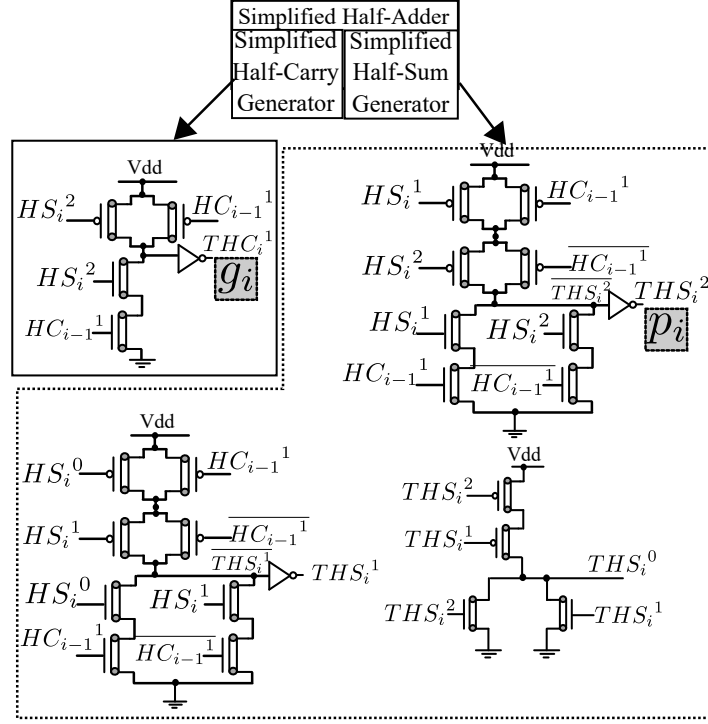 Simplified Half-Adder
Simplified
Half-Carry
Generator
Simplified
Half-Sum
Generator
Vdd
HS_i^2
HC_{i-1}^1
THC_i^1
g_i
HS_i^2
HC_{i-1}^1
Vdd
HS_i^1
HC_{i-1}^1
HS_i^2
\overline{HC_{i-1}^1}
\overline{THS_i^2}
THS_i^2
p_i
HS_i^1
HS_i^2
HC_{i-1}^1
\overline{HC_{i-1}^1}
Vdd
HS_i^0
HC_{i-1}^1
HS_i^1
\overline{HC_{i-1}^1}
\overline{THS_i^1}
THS_i^1
HS_i^0
HS_i^1
HC_{i-1}^1
\overline{HC_{i-1}^1}
Vdd
THS_i^2
THS_i^1
THS_i^0
THS_i^2
THS_i^1